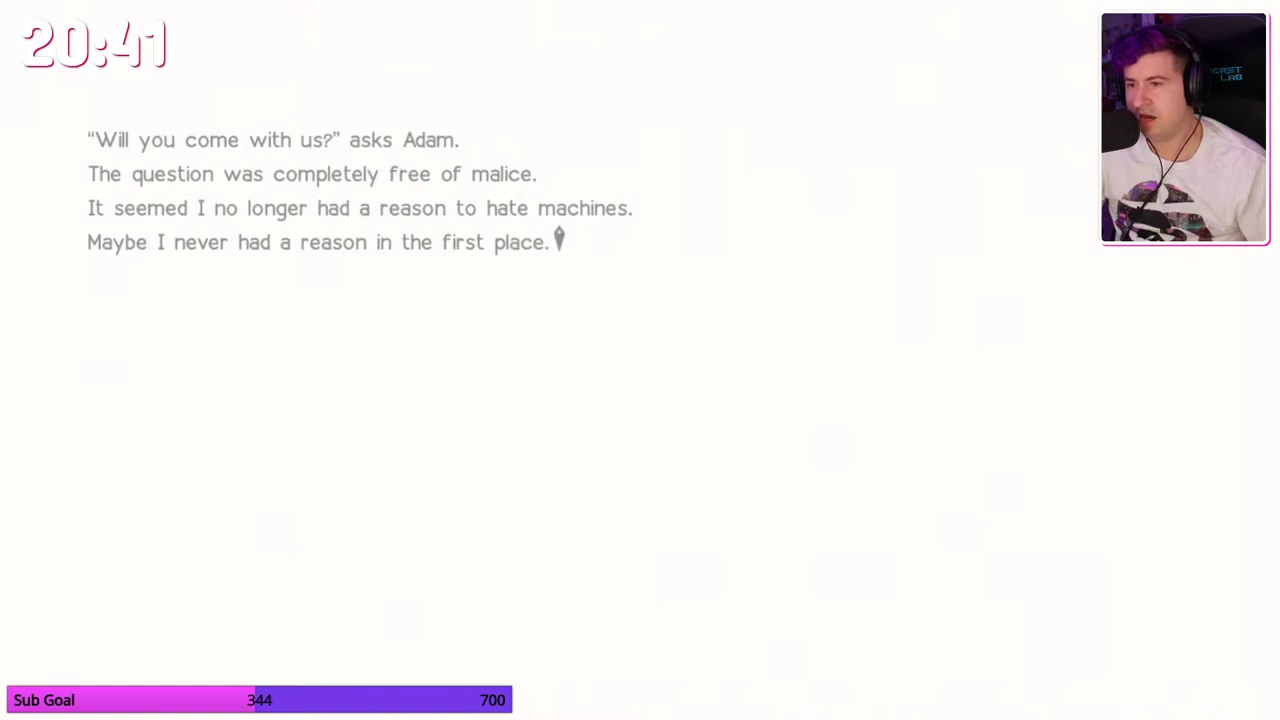 20:41
“Will you come with us?” asks Adam.
The question was completely free of malice.
It seemed I no longer had a reason to hate machines.
Maybe I never had a reason in the first place.
Sub Goal 344 700
LAB